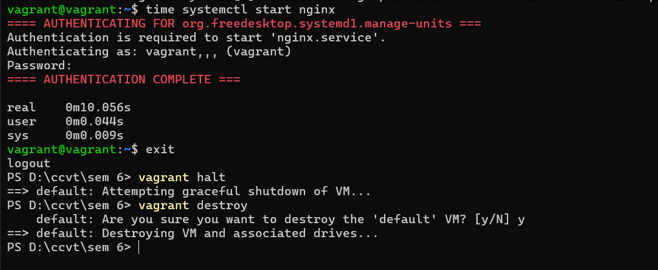 vagrant@vagrant:~$ time systemctl start nginx
==== AUTHENTICATING FOR org.freedesktop.systemd1.manage-units ===
Authentication is required to start 'nginx.service'.
Authenticating as: vagrant,,, (vagrant)
Password:
==== AUTHENTICATION COMPLETE ===

real    0m10.056s
user    0m0.044s
sys     0m0.009s
vagrant@vagrant:~$ exit
logout
PS D:\ccvt\sem 6> vagrant halt
==> default: Attempting graceful shutdown of VM...
PS D:\ccvt\sem 6> vagrant destroy
    default: Are you sure you want to destroy the 'default' VM? [y/N] y
==> default: Destroying VM and associated drives...
PS D:\ccvt\sem 6>